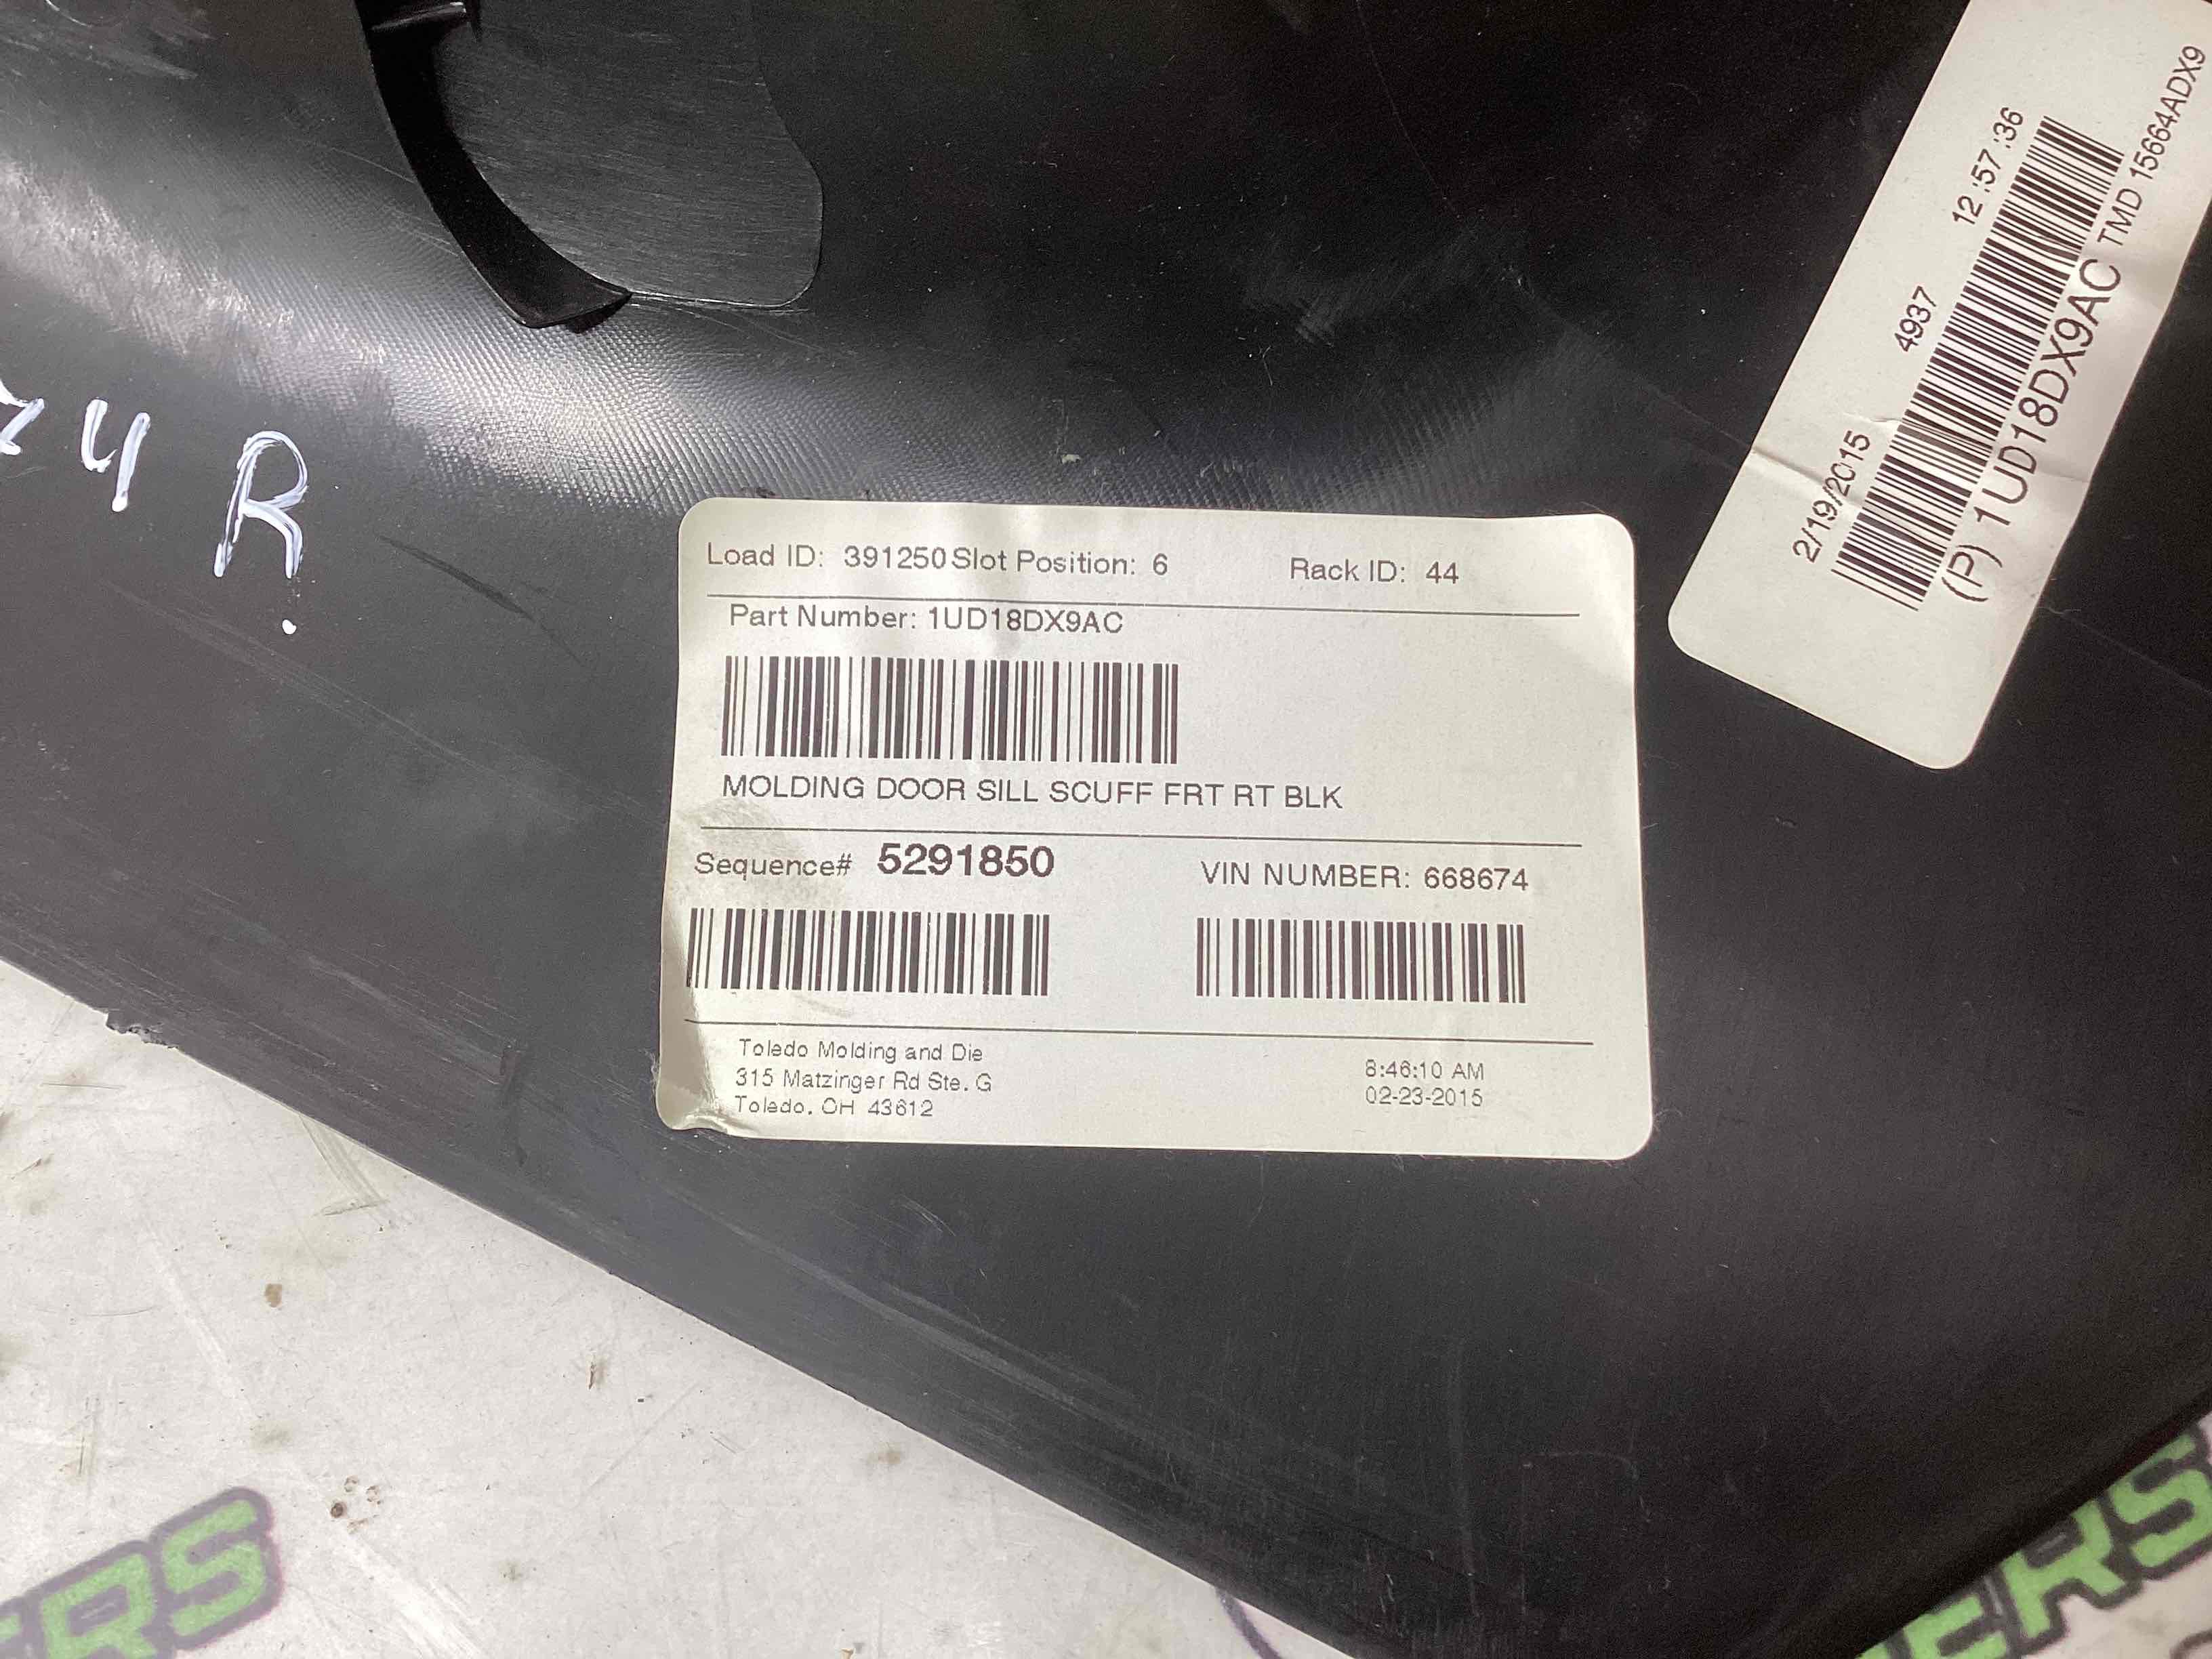 24 R.
Load ID: 391250 Slot Position: 6 Rack ID: 44
Part Number: 1UD18DX9AC
MOLDING DOOR SILL SCUFF FRT RT BLK
Sequence# 5291850 VIN NUMBER: 668674
Toledo Molding and Die
315 Matzinger Rd Ste. G
Toledo, OH 43612
8:46:10 AM
02-23-2015
2/19/2015 4937 12:57:36
(P) 1UD18DX9AC TMD 15664ADX9